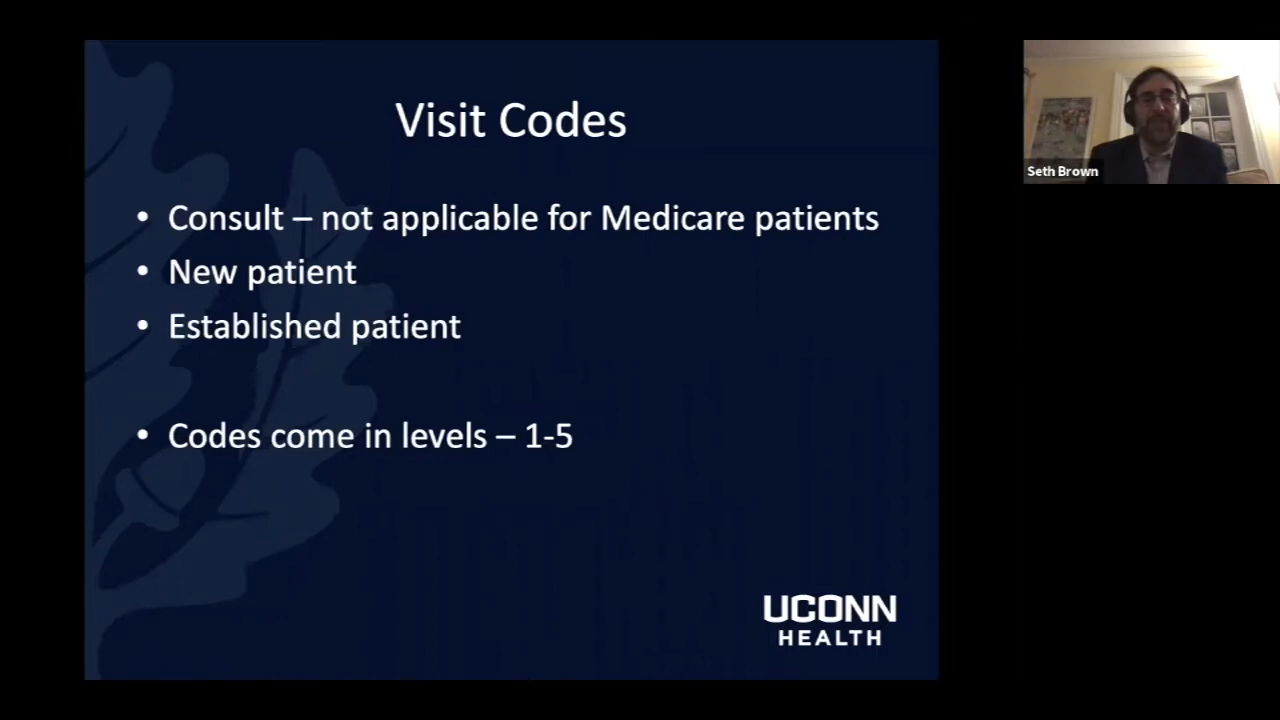 Visit Codes
• Consult – not applicable for Medicare patients
• New patient
• Established patient
• Codes come in levels – 1-5
UCONN
HEALTH
Seth Brown